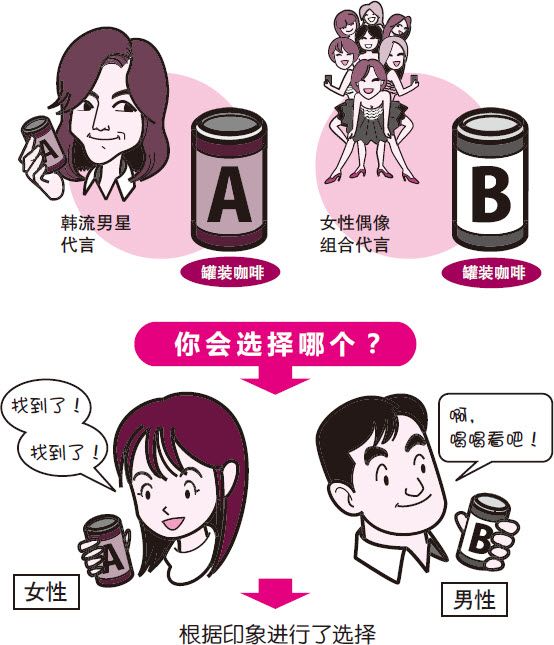 A
A
韩流男星
代言
罐装咖啡
B
女性偶像
组合代言
罐装咖啡
你会选择哪个？
找到了！
找到了！
A
女性
啊，
喝喝看吧！
B
男性
根据印象进行了选择